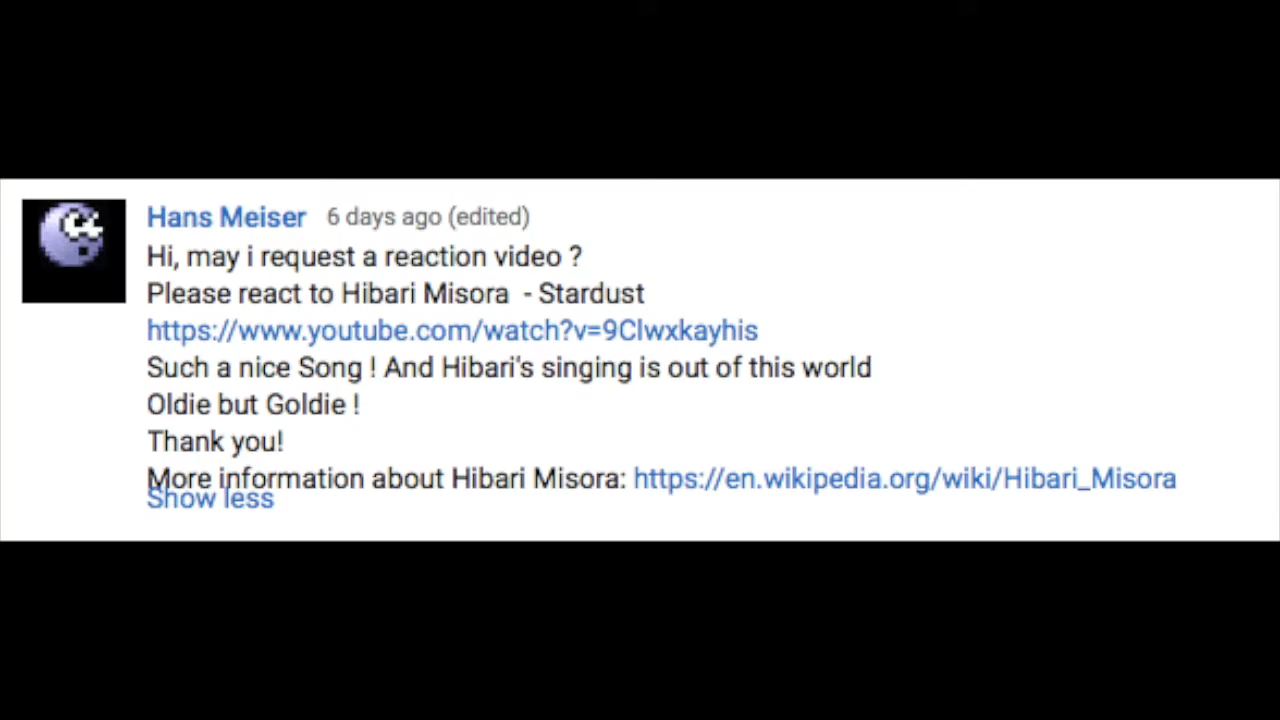 Hans Meiser 6 days ago (edited)
Hi, may i request a reaction video ?
Please react to Hibari Misora  - Stardust
https://www.youtube.com/watch?v=9Clwxkayhis
Such a nice Song ! And Hibari's singing is out of this world
Oldie but Goldie !
Thank you!
More information about Hibari Misora: https://en.wikipedia.org/wiki/Hibari_Misora
Show less